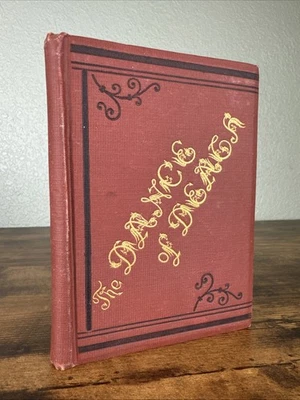 The DANCE
of DEATH